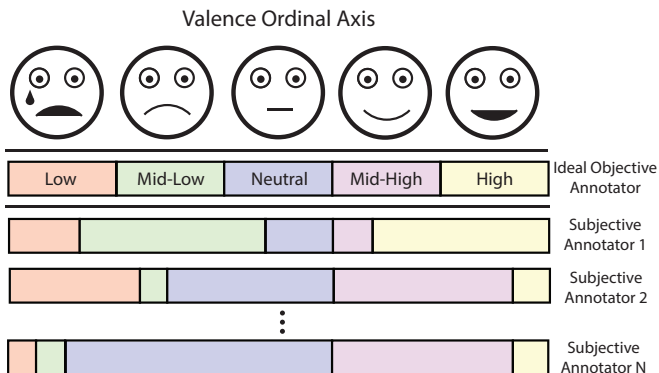 Valence Ordinal Axis
Low Mid-Low Neutral Mid-High High
Ideal Objective
Annotator
Subjective
Annotator 1
Subjective
Annotator 2
Subjective
Annotator N